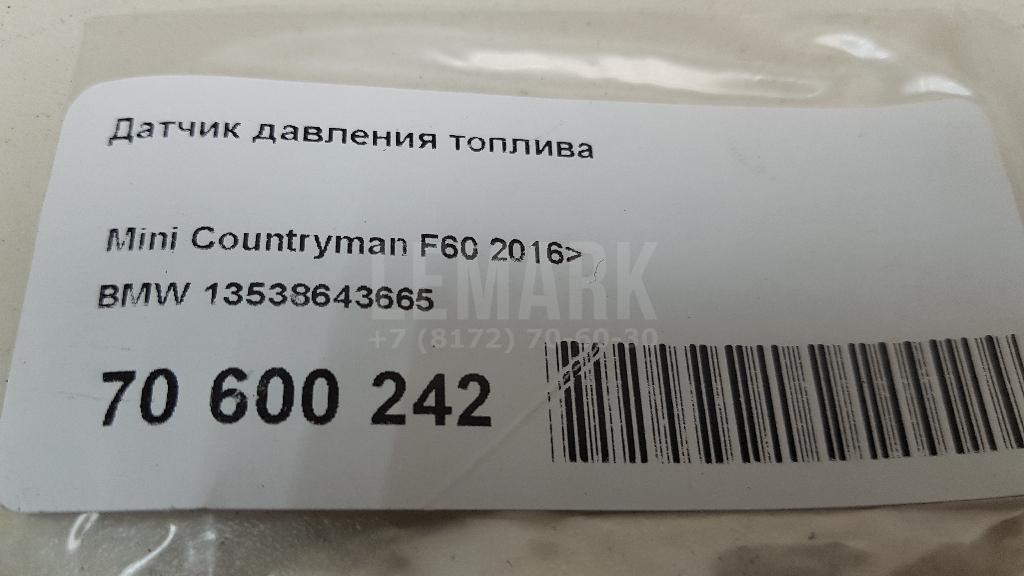 Датчик давления топлива
Mini Countryman F60 2016>
BMW 13538643665
LEMARK
+7 (8172) 70-60-30
70 600 242